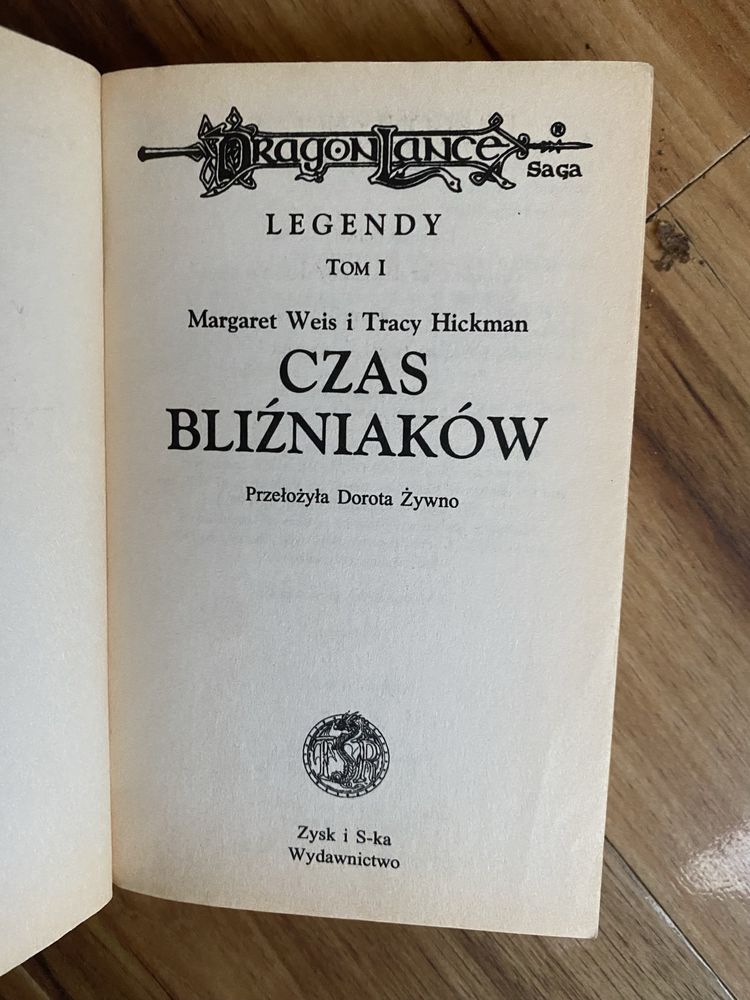 DRAGONLANCE®
SAGA
LEGENDY
TOM I
Margaret Weis i Tracy Hickman
CZAS
BLIŹNIAKÓW
Przełożyła Dorota Żywno
TSR
Zysk i S-ka
Wydawnictwo